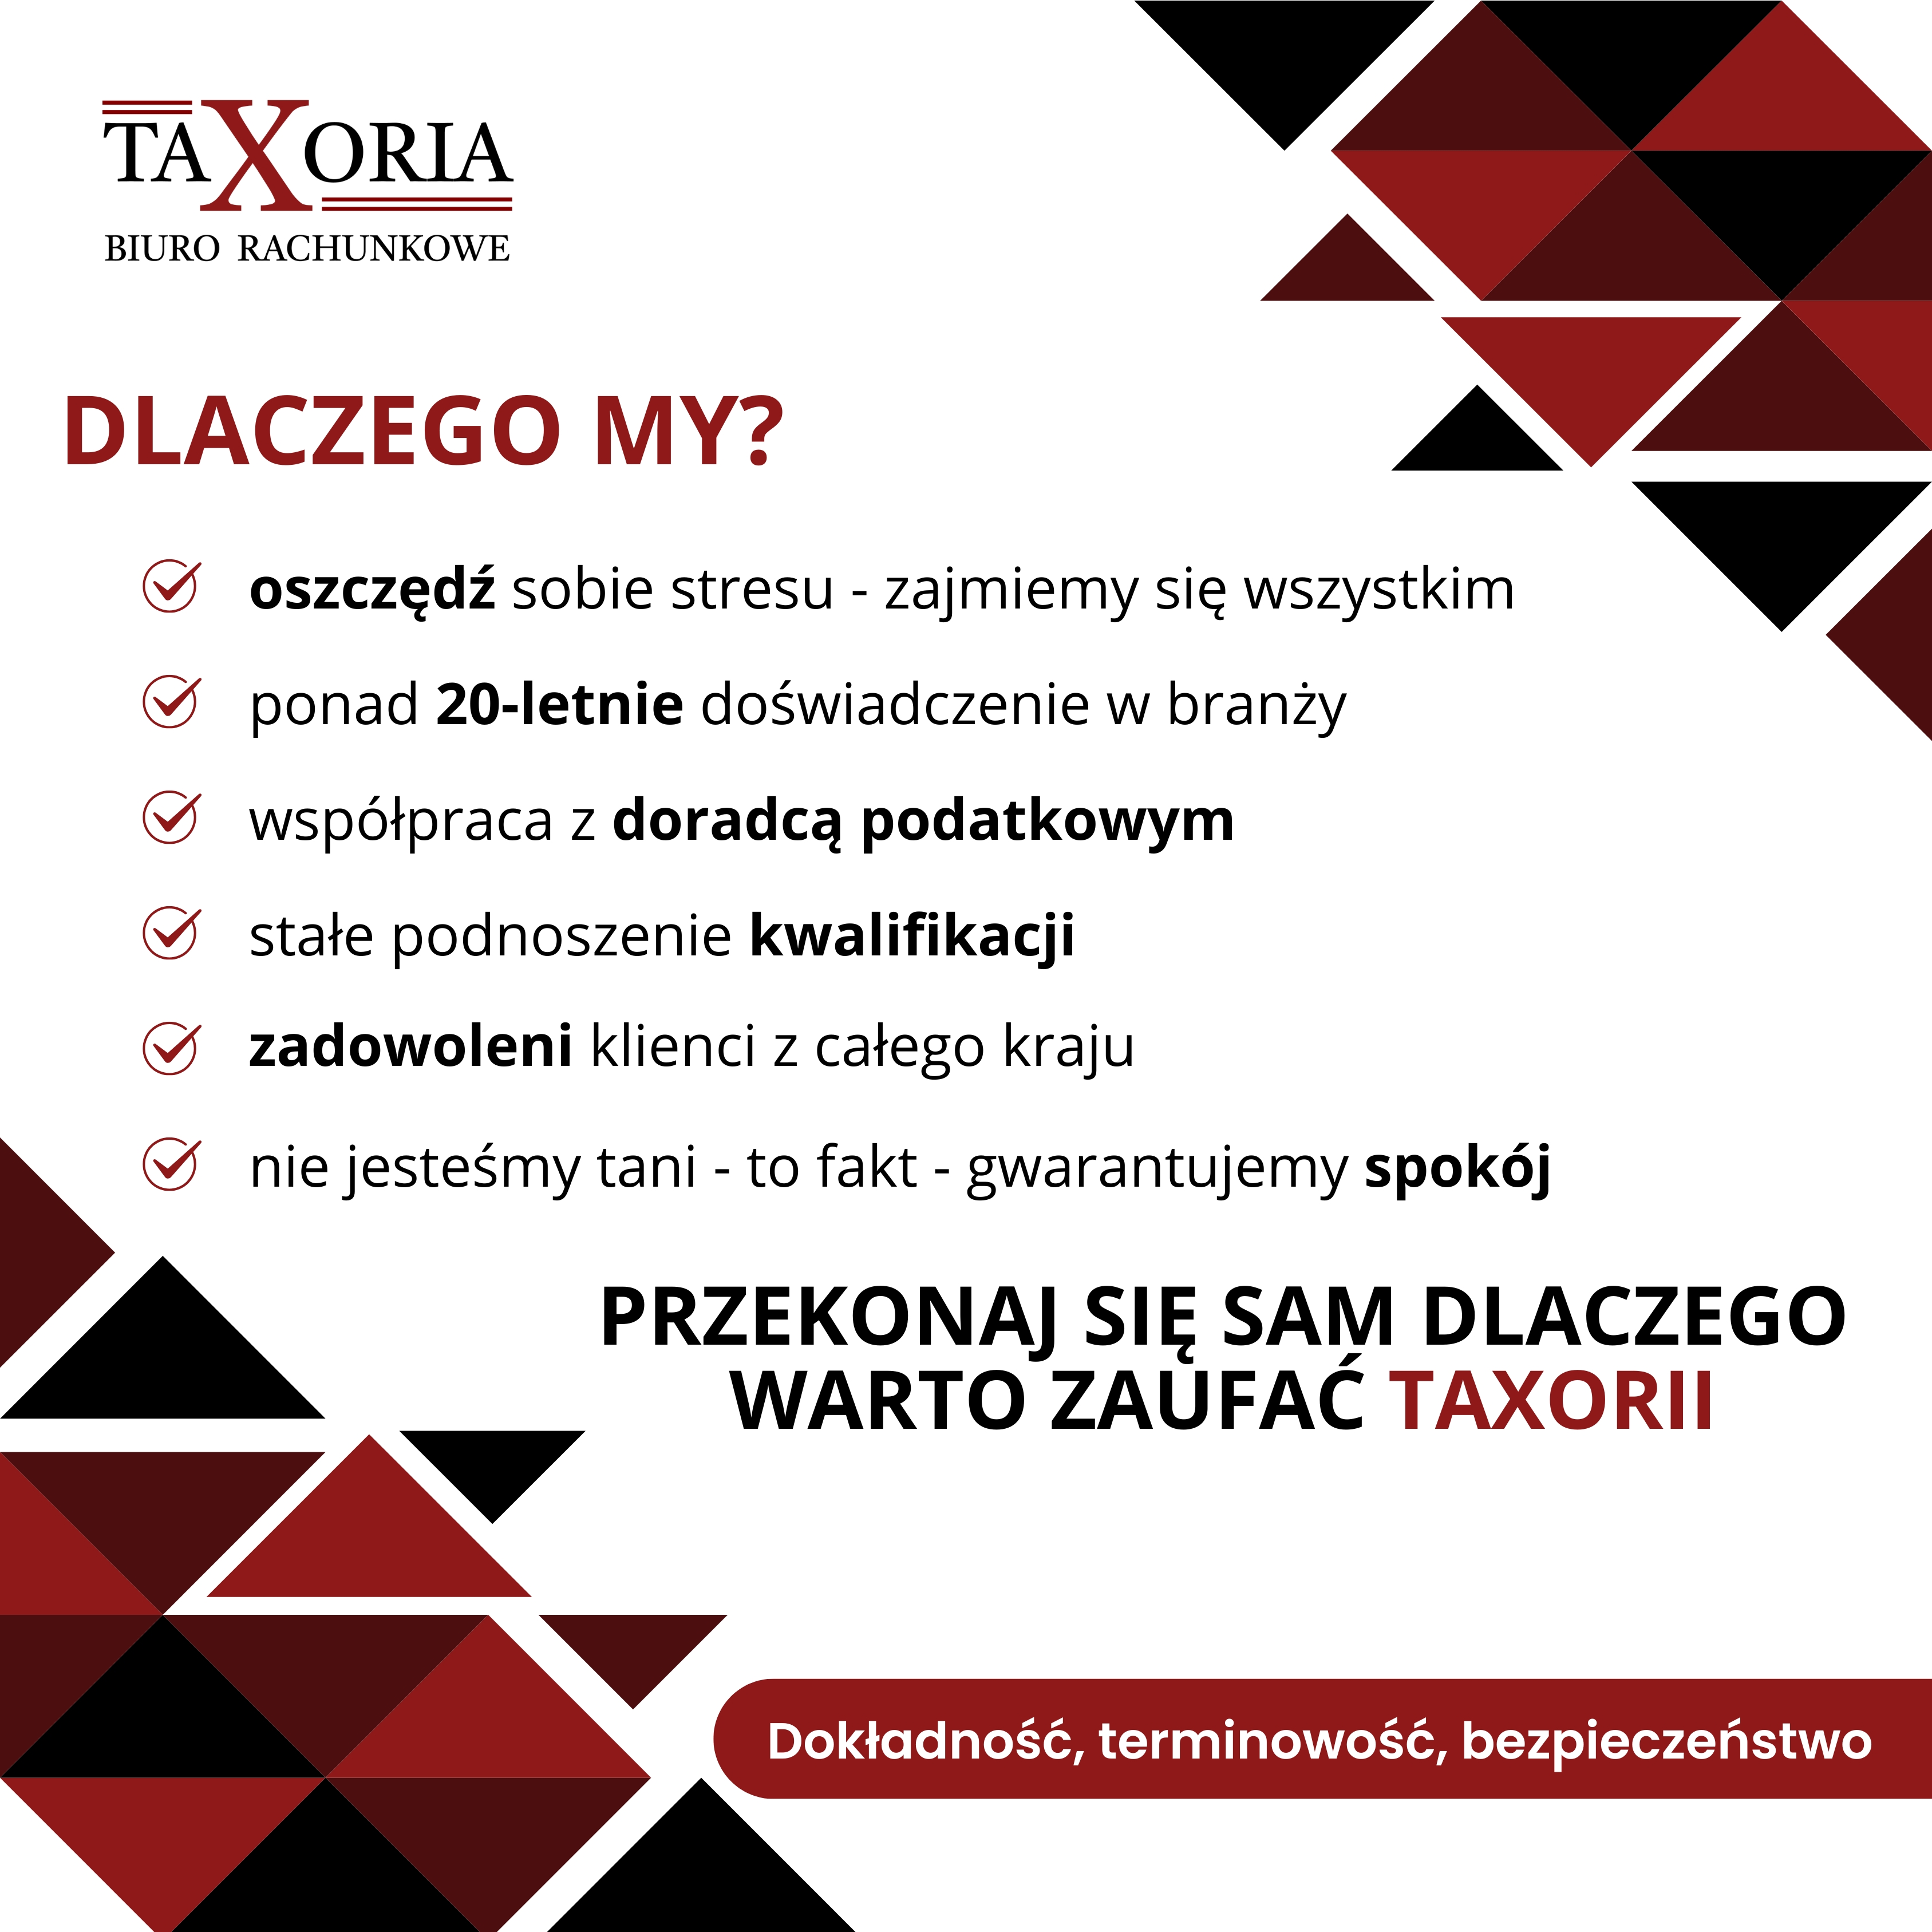 TAXORIA
BIURO RACHUNKOWE
DLACZEGO MY?
oszczędź sobie stresu - zajmiemy się wszystkim
ponad 20-letnie doświadczenie w branży
współpraca z doradcą podatkowym
stałe podnoszenie kwalifikacji
zadowoleni klienci z całego kraju
nie jesteśmy tani - to fakt - gwarantujemy spokój
PRZEKONAJ SIĘ SAM DLACZEGO
WARTO ZAUFAĆ TAXORII
Dokładność, terminowość, bezpieczeństwo